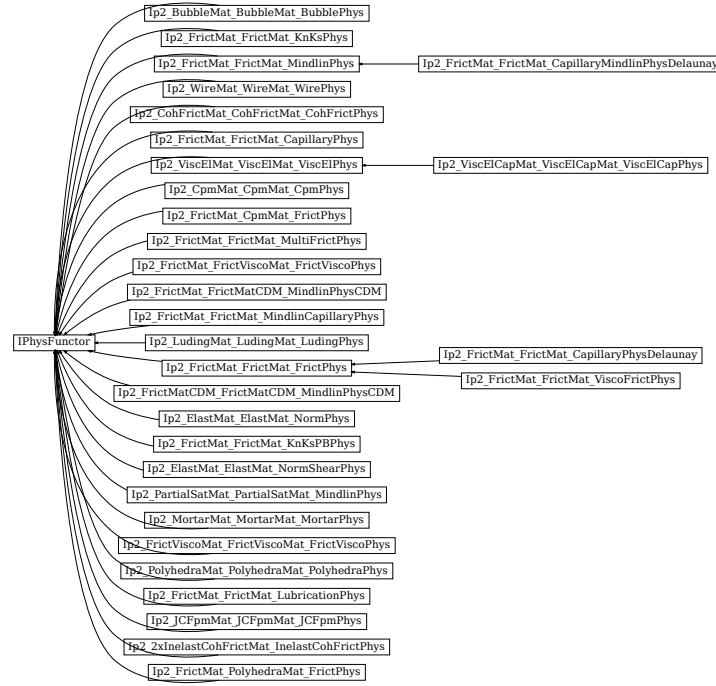 Ip2_BubbleMat_BubbleMat_BubblePhys
Ip2_FrictMat_FrictMat_KnKsPhys
Ip2_FrictMat_FrictMat_MindlinPhys
Ip2_FrictMat_FrictMat_CapillaryMindlinPhysDelaunay
Ip2_WireMat_WireMat_WirePhys
Ip2_CohFrictMat_CohFrictMat_CohFrictPhys
Ip2_FrictMat_FrictMat_CapillaryPhys
Ip2_ViscElMat_ViscElMat_ViscElPhys
Ip2_ViscElCapMat_ViscElCapMat_ViscElCapPhys
Ip2_CpmMat_CpmMat_CpmPhys
Ip2_FrictMat_CpmMat_FrictPhys
Ip2_FrictMat_FrictMat_MultiFrictPhys
Ip2_FrictMat_FrictViscoMat_FrictViscoPhys
Ip2_FrictMat_FrictMatCDM_MindlinPhysCDM
Ip2_FrictMat_FrictMat_MindlinCapillaryPhys
IPhysFunctor
Ip2_LudingMat_LudingMat_LudingPhys
Ip2_FrictMat_FrictMat_CapillaryPhysDelaunay
Ip2_FrictMat_FrictMat_FrictPhys
Ip2_FrictMat_FrictMat_ViscoFrictPhys
Ip2_FrictMatCDM_FrictMatCDM_MindlinPhysCDM
Ip2_ElastMat_ElastMat_NormPhys
Ip2_FrictMat_FrictMat_KnKsPBPhys
Ip2_ElastMat_ElastMat_NormShearPhys
Ip2_PartialSatMat_PartialSatMat_MindlinPhys
Ip2_MortarMat_MortarMat_MortarPhys
Ip2_FrictViscoMat_FrictViscoMat_FrictViscoPhys
Ip2_PolyhedraMat_PolyhedraMat_PolyhedraPhys
Ip2_FrictMat_FrictMat_LubricationPhys
Ip2_JCFpmMat_JCFpmMat_JCFpmPhys
Ip2_2xInelastCohFrictMat_InelastCohFrictPhys
Ip2_FrictMat_PolyhedraMat_FrictPhys